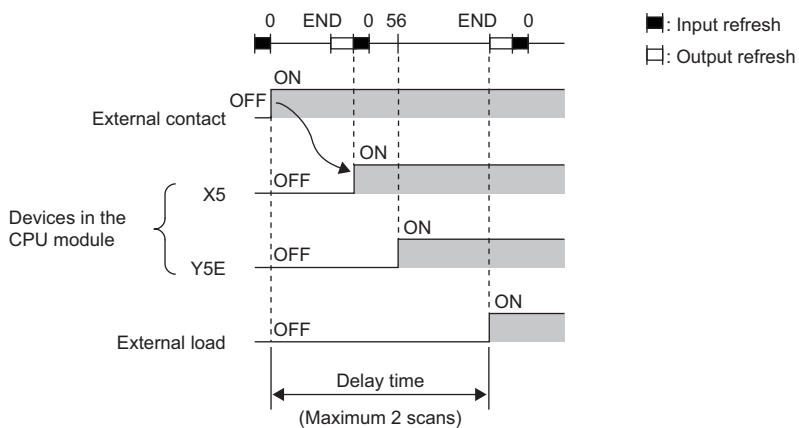 0 END 0 56 END 0
: Input refresh
: Output refresh
ON
OFF
External contact
ON
OFF
X5
Devices in the
CPU module
ON
OFF
Y5E
ON
OFF
External load
Delay time
(Maximum 2 scans)